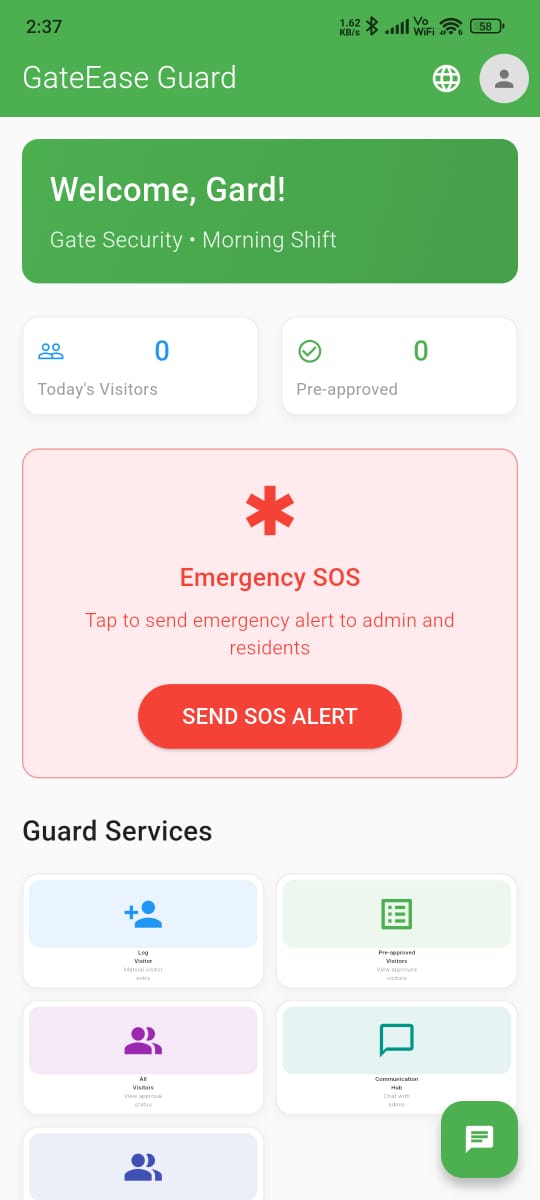 2:37
1.62
KB/s
Vo
WiFi
6
58
GateEase Guard
Welcome, Gard!
Gate Security • Morning Shift
0
Today's Visitors
0
Pre-approved
Emergency SOS
Tap to send emergency alert to admin and
residents
SEND SOS ALERT
Guard Services
Log
Visitor
Manual visitor
entry
Pre-approved
Visitors
View approved
visitors
All
Visitors
View approval
status
Communication
Hub
Chat with
admin